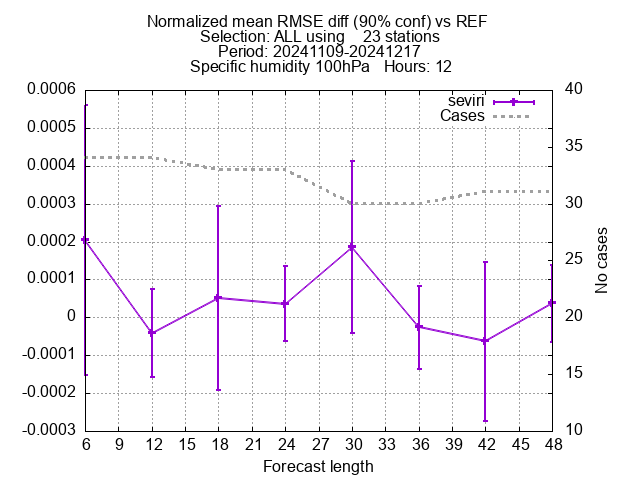 Normalized mean RMSE diff (90% conf) vs REF
Selection: ALL using    23 stations
Period: 20241109-20241217
Specific humidity 100hPa   Hours: 12
seviri
Cases
0.0006
0.0005
0.0004
0.0003
0.0002
0.0001
0
-0.0001
-0.0002
-0.0003
40
35
30
25
20
15
10
No cases
6 9 12 15 18 21 24 27 30 33 36 39 42 45 48
Forecast length